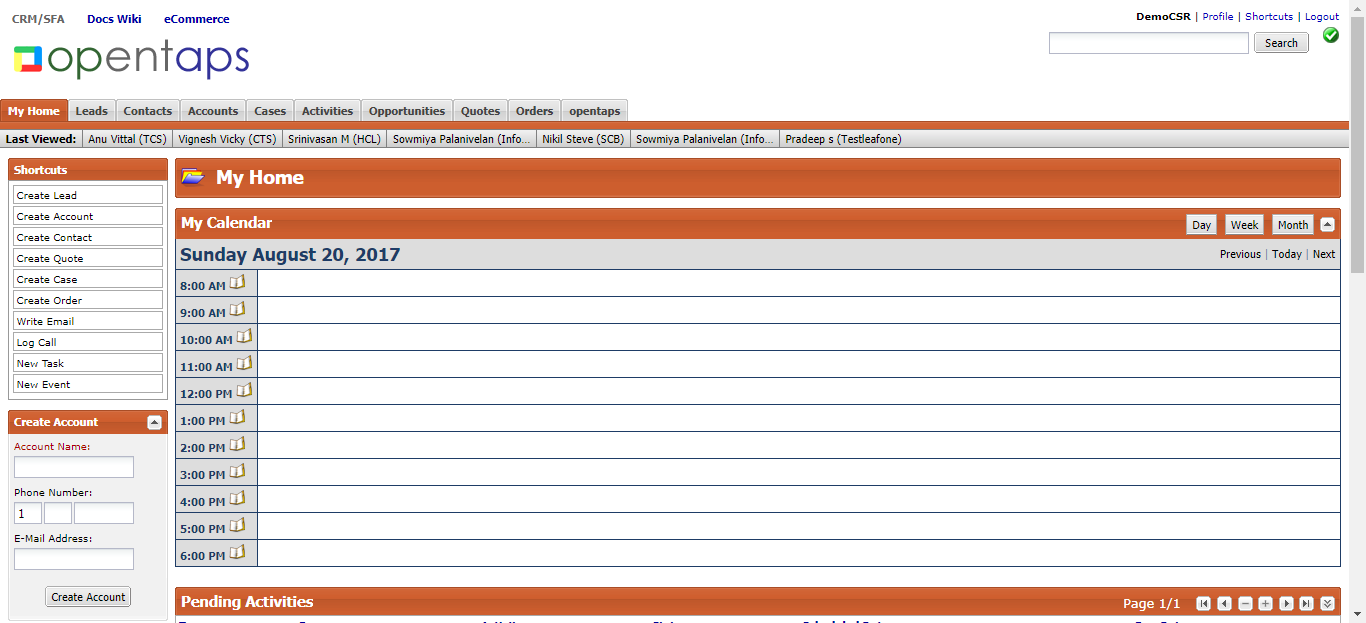 CRM/SFA Docs Wiki eCommerce
DemoCSR | Profile | Shortcuts | Logout
opentaps
Search
My Home Leads Contacts Accounts Cases Activities Opportunities Quotes Orders opentaps
Last Viewed: Anu Vittal (TCS) Vignesh Vicky (CTS) Srinivasan M (HCL) Sowmiya Palanivelan (Info... Nikil Steve (SCB) Sowmiya Palanivelan (Info... Pradeep s (Testleafone)
Shortcuts
Create Lead
Create Account
Create Contact
Create Quote
Create Case
Create Order
Write Email
Log Call
New Task
New Event
Create Account
Account Name:
Phone Number:
1
E-Mail Address:
Create Account
My Home
My Calendar Day Week Month
Sunday August 20, 2017 Previous | Today | Next
8:00 AM
9:00 AM
10:00 AM
11:00 AM
12:00 PM
1:00 PM
2:00 PM
3:00 PM
4:00 PM
5:00 PM
6:00 PM
Pending Activities Page 1/1